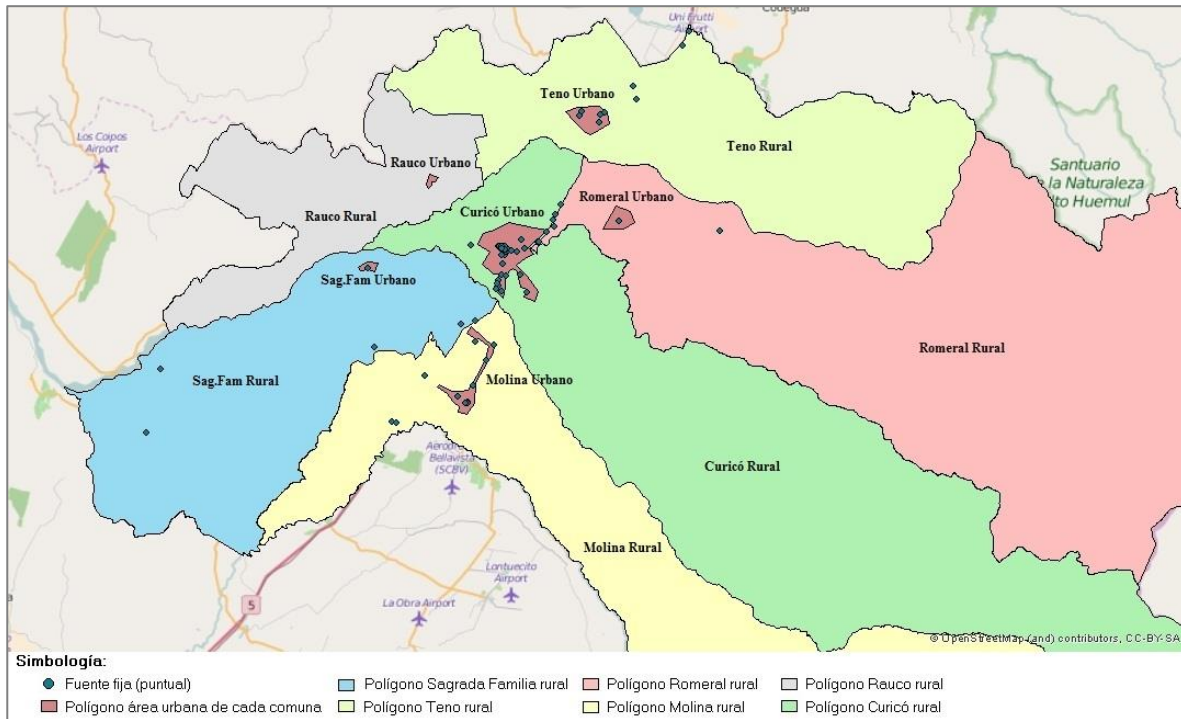 Codegua
Uni Frutti
Airport
Teno Urbano
Los Coipos
Airport
Rauco Urbano
Teno Rural
Santuario
la Naturaleza
lto Huemul
Romeral Urbano
Rauco Rural
Curicó Urbano
Sag.Fam Urbano
Romeral Rural
Sag.Fam Rural
Molina Urbano
Bellavista
(SCBV)
Curicó Rural
Molina Rural
Lontuecito
Airport
La Obra Airport
5
© OpenStreetMap (and) contributors, CC-BY-SA
Simbología:
Fuente fija (puntual) Polígono Sagrada Familia rural Polígono Romeral rural Polígono Rauco rural
Polígono área urbana de cada comuna Polígono Teno rural Polígono Molina rural Polígono Curicó rural